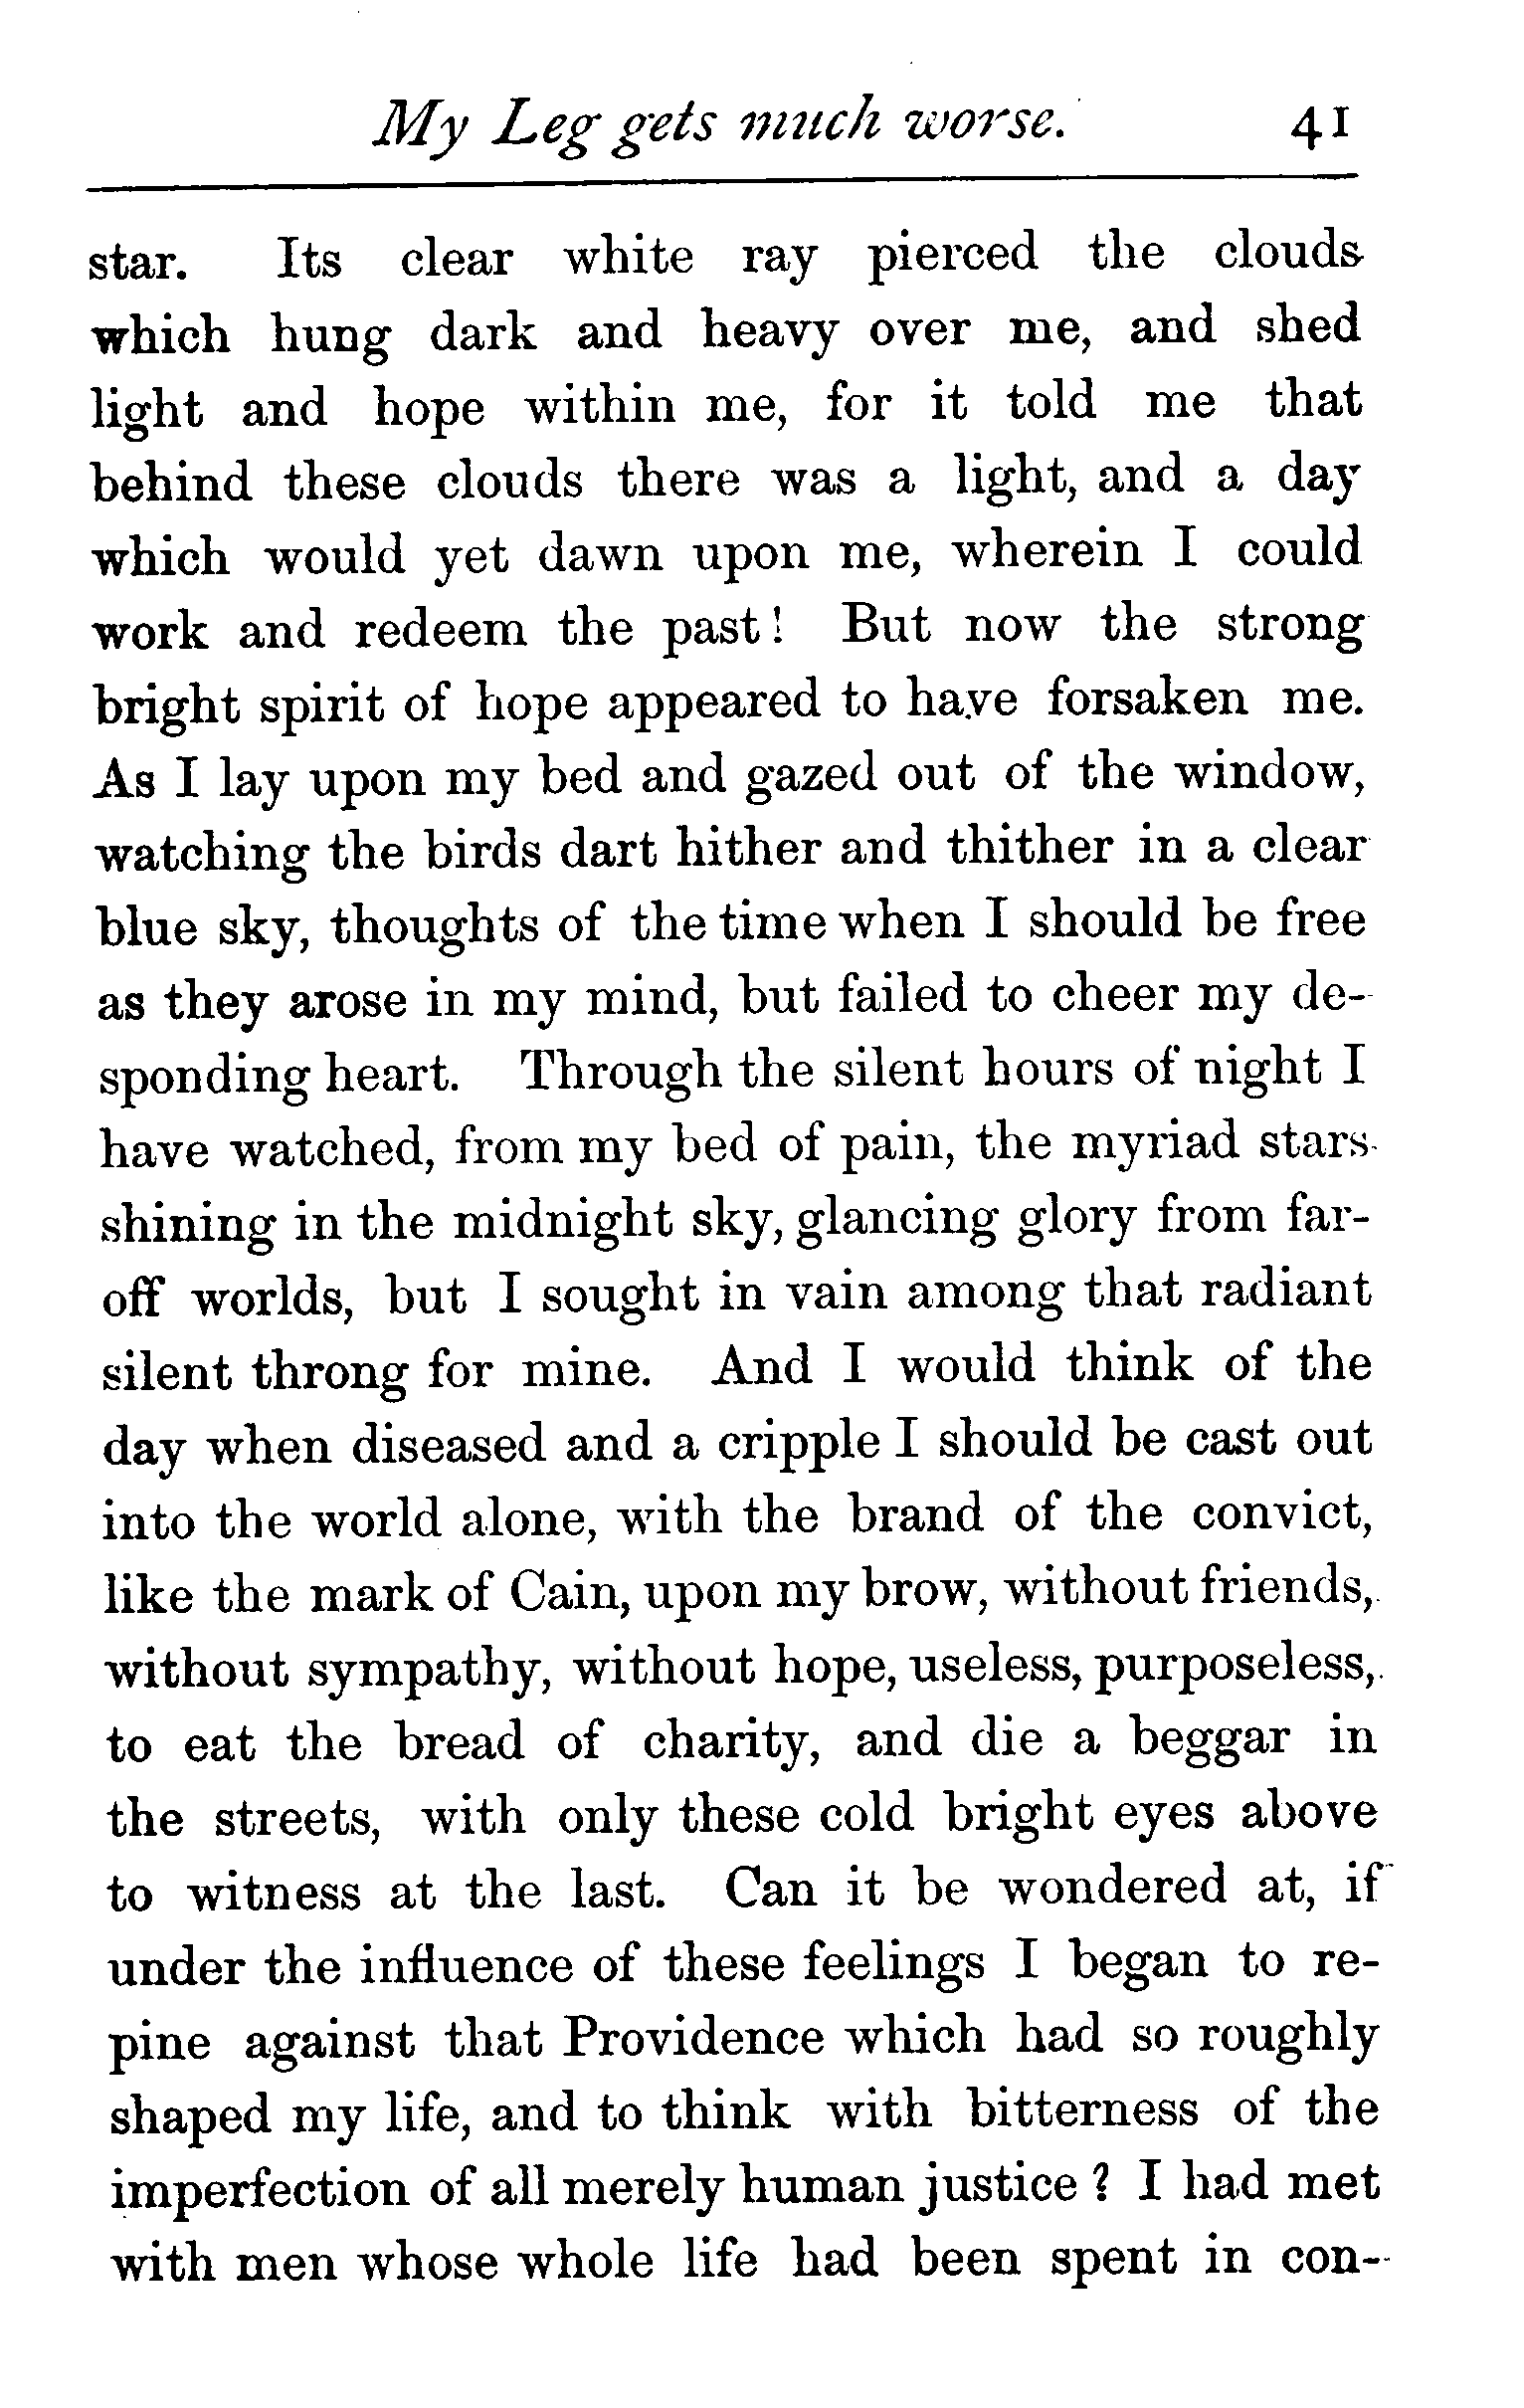 My Leg gets much worse. 41
star. Its clear white ray pierced the clouds
which hung dark and heavy over me, and shed
light and hope within me, for it told me that
behind these clouds there was a light, and a day
which would yet dawn upon me, wherein I could
work and redeem the past! But now the strong
bright spirit of hope appeared to have forsaken me.
As I lay upon my bed and gazed out of the window,
watching the birds dart hither and thither in a clear
blue sky, thoughts of the time when I should be free
as they arose in my mind, but failed to cheer my de-
sponding heart. Through the silent hours of night I
have watched, from my bed of pain, the myriad stars
shining in the midnight sky, glancing glory from far-
off worlds, but I sought in vain among that radiant
silent throng for mine. And I would think of the
day when diseased and a cripple I should be cast out
into the world alone, with the brand of the convict,
like the mark of Cain, upon my brow, without friends,
without sympathy, without hope, useless, purposeless,
to eat the bread of charity, and die a beggar in
the streets, with only these cold bright eyes above
to witness at the last. Can it be wondered at, if
under the influence of these feelings I began to re-
pine against that Providence which had so roughly
shaped my life, and to think with bitterness of the
imperfection of all merely human justice? I had met
with men whose whole life had been spent in con-